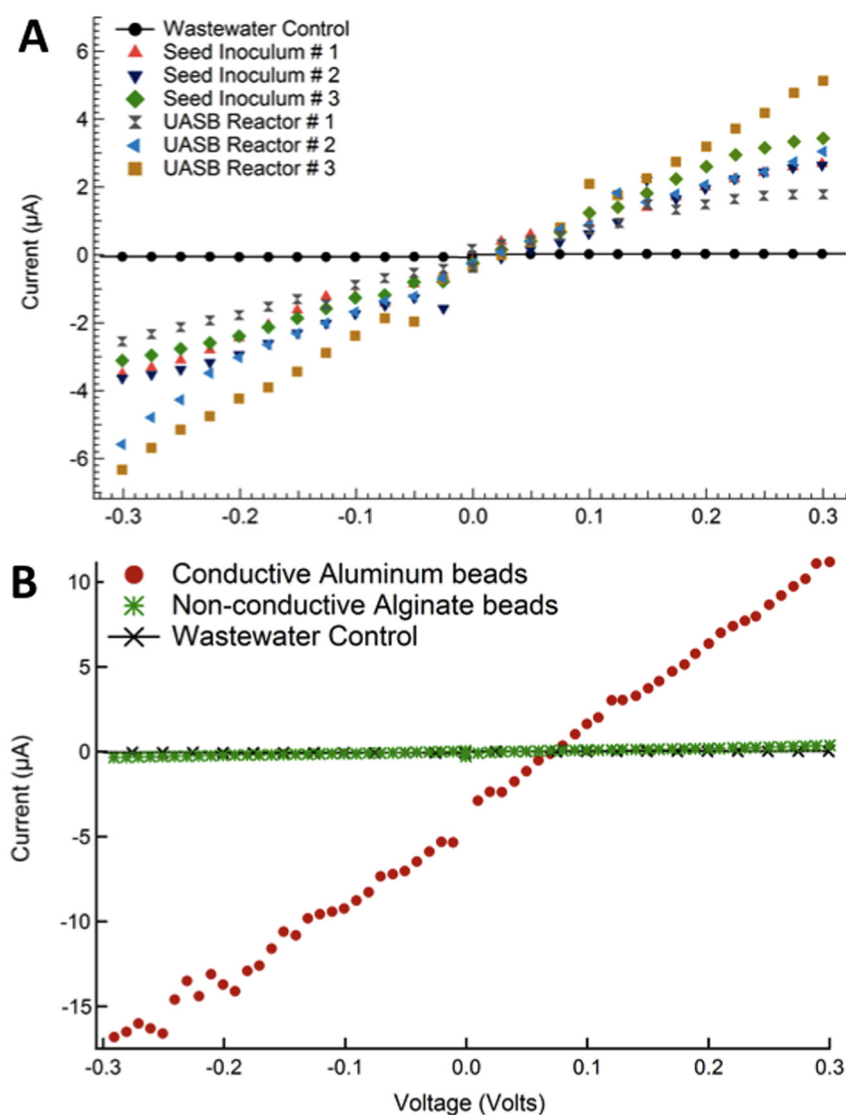 A
Wastewater Control
Seed Inoculum # 1
Seed Inoculum # 2
Seed Inoculum # 3
UASB Reactor # 1
UASB Reactor # 2
UASB Reactor # 3
Current (μA)
6
4
2
0
-2
-4
-6
-0.3 -0.2 -0.1 0.0 0.1 0.2 0.3
B
Conductive Aluminum beads
Non-conductive Alginate beads
Wastewater Control
Current (μA)
10
5
0
-5
-10
-15
-0.3 -0.2 -0.1 0.0 0.1 0.2 0.3
Voltage (Volts)